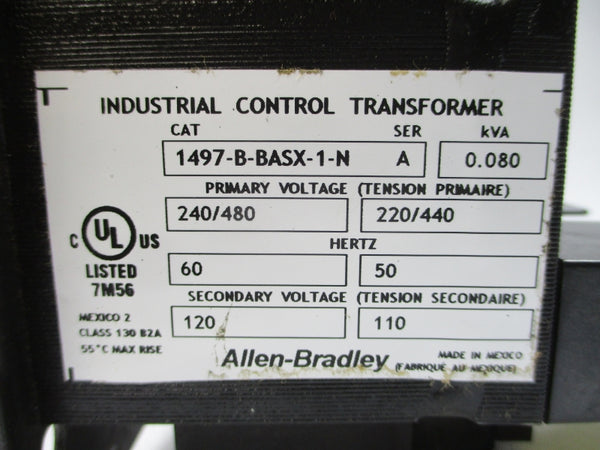 INDUSTRIAL CONTROL TRANSFORMER
CAT SER kVA
1497-B-BASX-1-N A 0.080
PRIMARY VOLTAGE (TENSION PRIMAIRE)
240/480 220/440
HERTZ
60 50
SECONDARY VOLTAGE (TENSION SECONDAIRE)
120 110
C UL US
LISTED
7M56
MEXICO 2
CLASS 130 B2A
55°C MAX RISE
Allen-Bradley
MADE IN MEXICO
(FABRIQUÉ AU MEXIQUE)